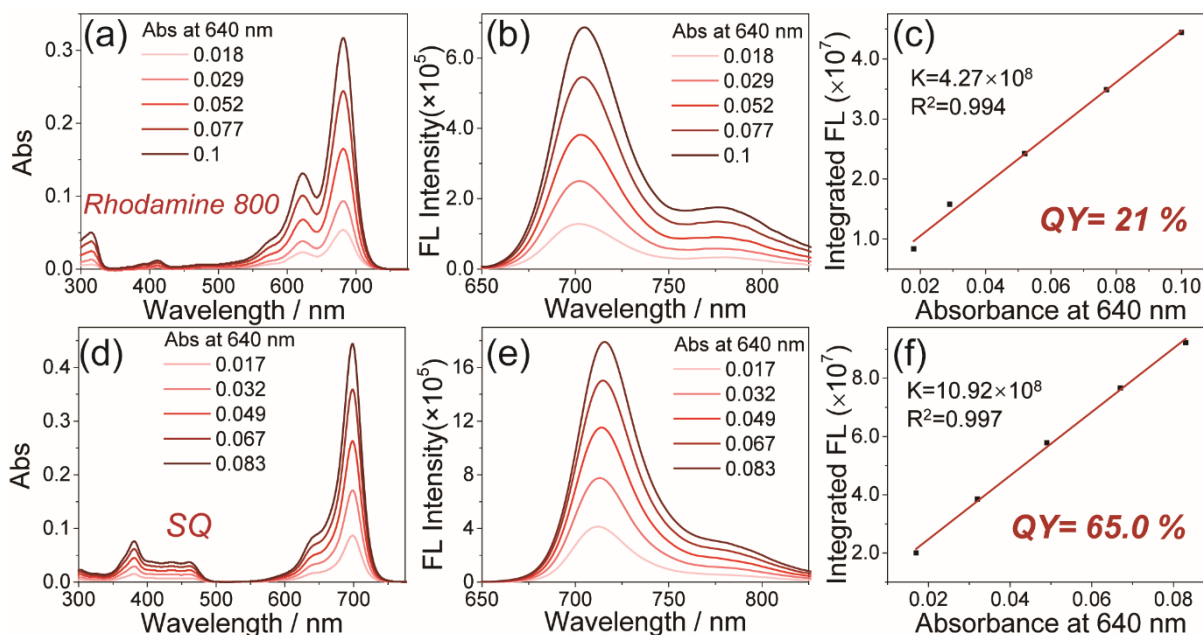 (a)
Abs at 640 nm
0.018
0.029
0.052
0.077
0.1
Rhodamine 800
Abs
0.3
0.2
0.1
0.0
300 400 500 600 700
Wavelength / nm
(b)
Abs at 640 nm
0.018
0.029
0.052
0.077
0.1
FL Intensity(×10⁵)
6.0
4.0
2.0
0.0
650 700 750 800
Wavelength / nm
(c)
K=4.27×10⁸
R²=0.994
QY= 21 %
Integrated FL (×10⁷)
4.0
3.0
2.0
1.0
0.02 0.04 0.06 0.08 0.10
Absorbance at 640 nm
(d)
Abs at 640 nm
0.017
0.032
0.049
0.067
0.083
SQ
Abs
0.4
0.3
0.2
0.1
0.0
300 400 500 600 700
Wavelength / nm
(e)
Abs at 640 nm
0.017
0.032
0.049
0.067
0.083
FL Intensity(×10⁵)
16
12
8
4
0
650 700 750 800
Wavelength / nm
(f)
K=10.92×10⁸
R²=0.997
QY= 65.0 %
Integrated FL (×10⁷)
8.0
6.0
4.0
2.0
0.02 0.04 0.06 0.08
Absorbance at 640 nm